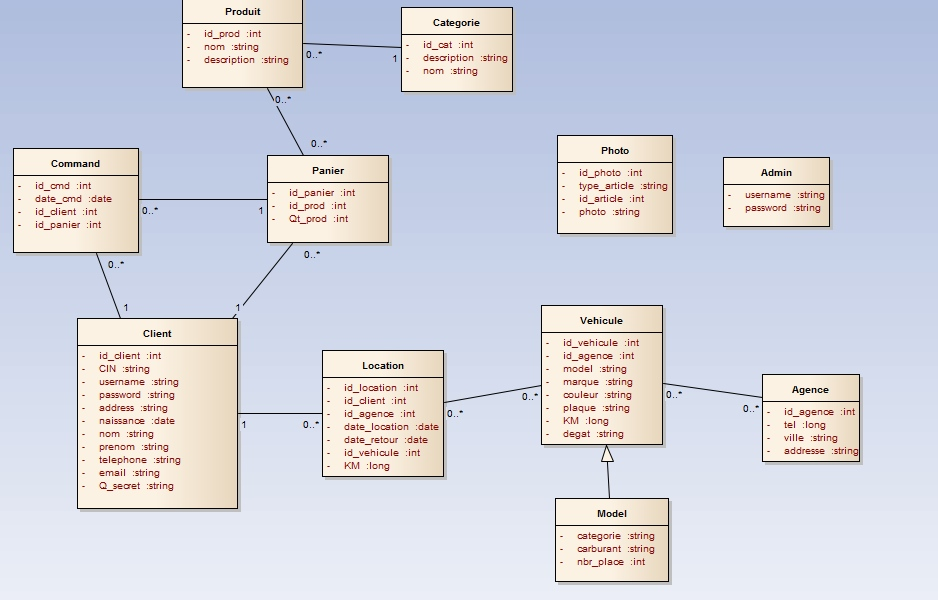 Produit
- id_prod :int
- nom :string
- description :string
0..*
1
Categorie
- id_cat :int
- description :string
- nom :string
0..*
0..*
Command
- id_cmd :int
- date_cmd :date
- id_client :int
- id_panier :int
0..*
1
Panier
- id_panier :int
- id_prod :int
- Qt_prod :int
Photo
- id_photo :int
- type_article :string
- id_article :int
- photo :string
Admin
- username :string
- password :string
0..*
1
0..*
1
Client
- id_client :int
- CIN :string
- username :string
- password :string
- address :string
- naissance :date
- nom :string
- prenom :string
- telephone :string
- email :string
- Q_secret :string
1
0..*
Location
- id_location :int
- id_client :int
- id_agence :int
- date_location :date
- date_retour :date
- id_vehicule :int
- KM :long
0..*
0..*
Vehicule
- id_vehicule :int
- id_agence :int
- model :string
- marque :string
- couleur :string
- plaque :string
- KM :long
- degat :string
0..*
0..*
Agence
- id_agence :int
- tel :long
- ville :string
- addresse :string
Model
- categorie :string
- carburant :string
- nbr_place :int